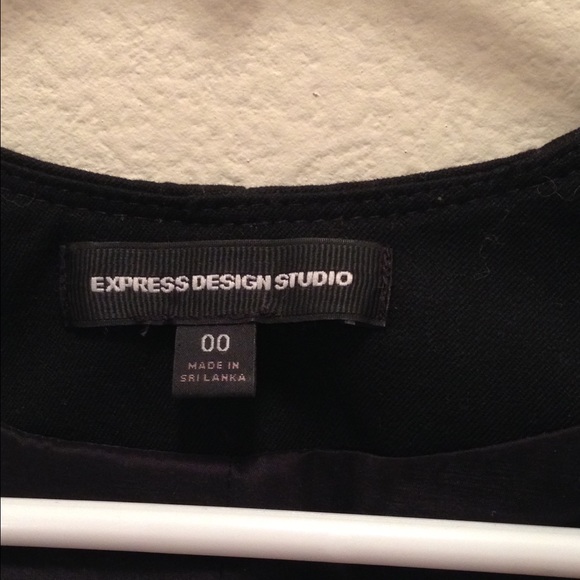 EXPRESS DESIGN STUDIO
00
MADE IN
SRI LANKA